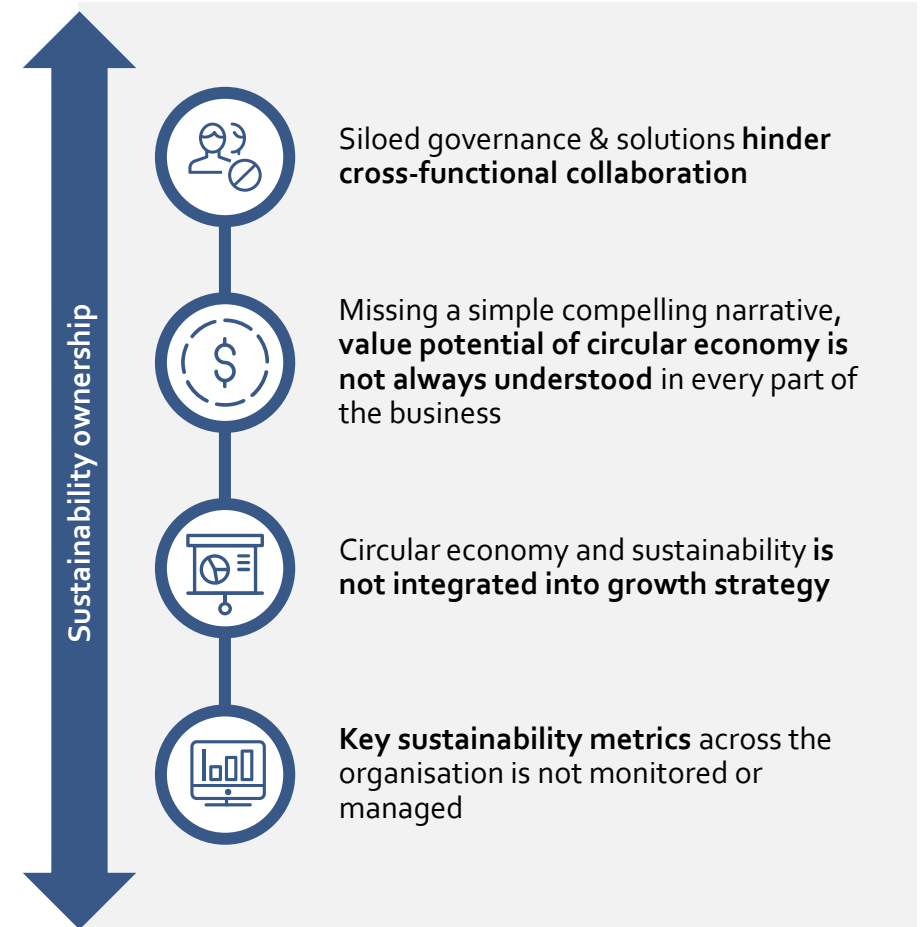 Sustainability ownership
Siloed governance & solutions hinder
cross-functional collaboration
Missing a simple compelling narrative,
value potential of circular economy is
not always understood in every part of
the business
Circular economy and sustainability is
not integrated into growth strategy
Key sustainability metrics across the
organisation is not monitored or
managed